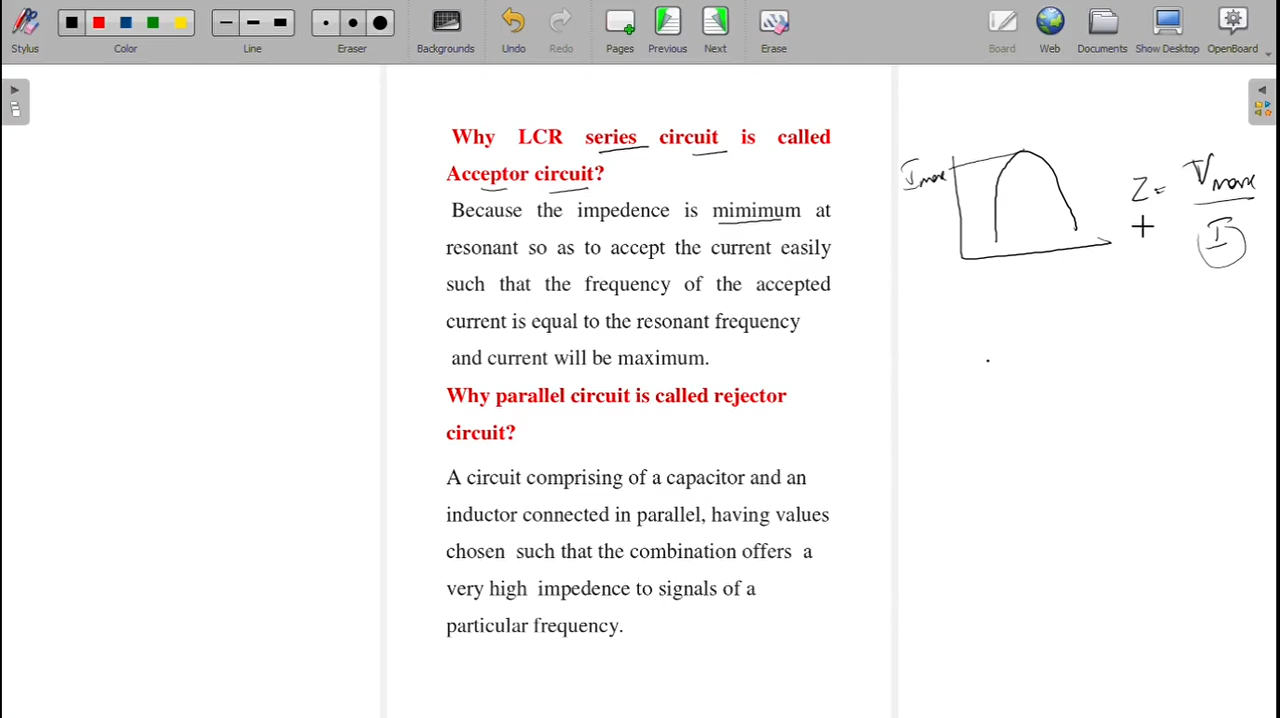 Stylus
Color
Line
Eraser
Backgrounds
Undo
Redo
Pages
Previous
Next
Erase
Board
Web
Documents
Show Desktop
OpenBoard
Why LCR series circuit is called
Acceptor circuit?
Because the impedence is mimimum at
resonant so as to accept the current easily
such that the frequency of the accepted
current is equal to the resonant frequency
and current will be maximum.
Why parallel circuit is called rejector
circuit?
A circuit comprising of a capacitor and an
inductor connected in parallel, having values
chosen such that the combination offers a
very high impedence to signals of a
particular frequency.
Imax
Z = Vmax
I